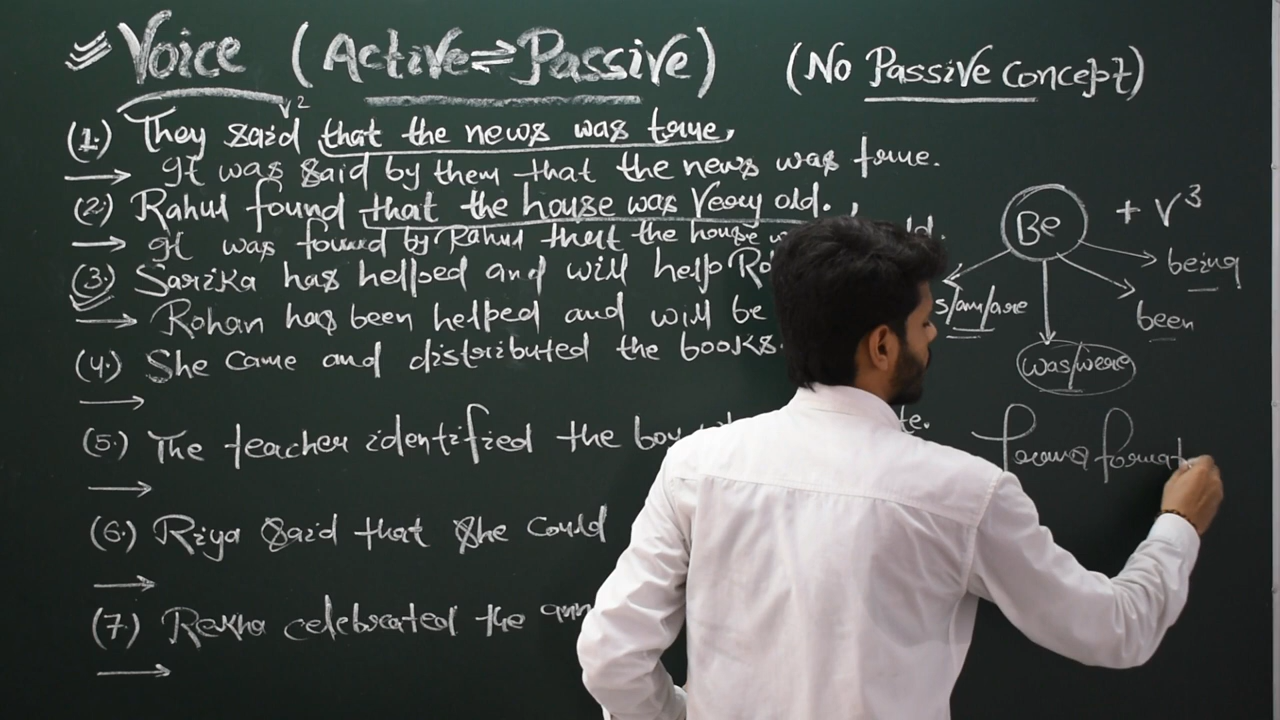 Voice (Active ⇌ Passive)
(No Passive Concept)
V²
(1.) They said that the news was true.
→ It was said by them that the news was true.
(2.) Rahul found that the house was very old.
→ It was found by Rahul that the house
(3.) Sarika has helped and will help
→ Rohan has been helped and will be
(4.) She came and distributed the books.
→
(5.) The teacher identified the boy
→
(6.) Riya said that she could
→
(7.) Rekha celebrated the
→
Be + V³
being
is/am/are
been
was/were